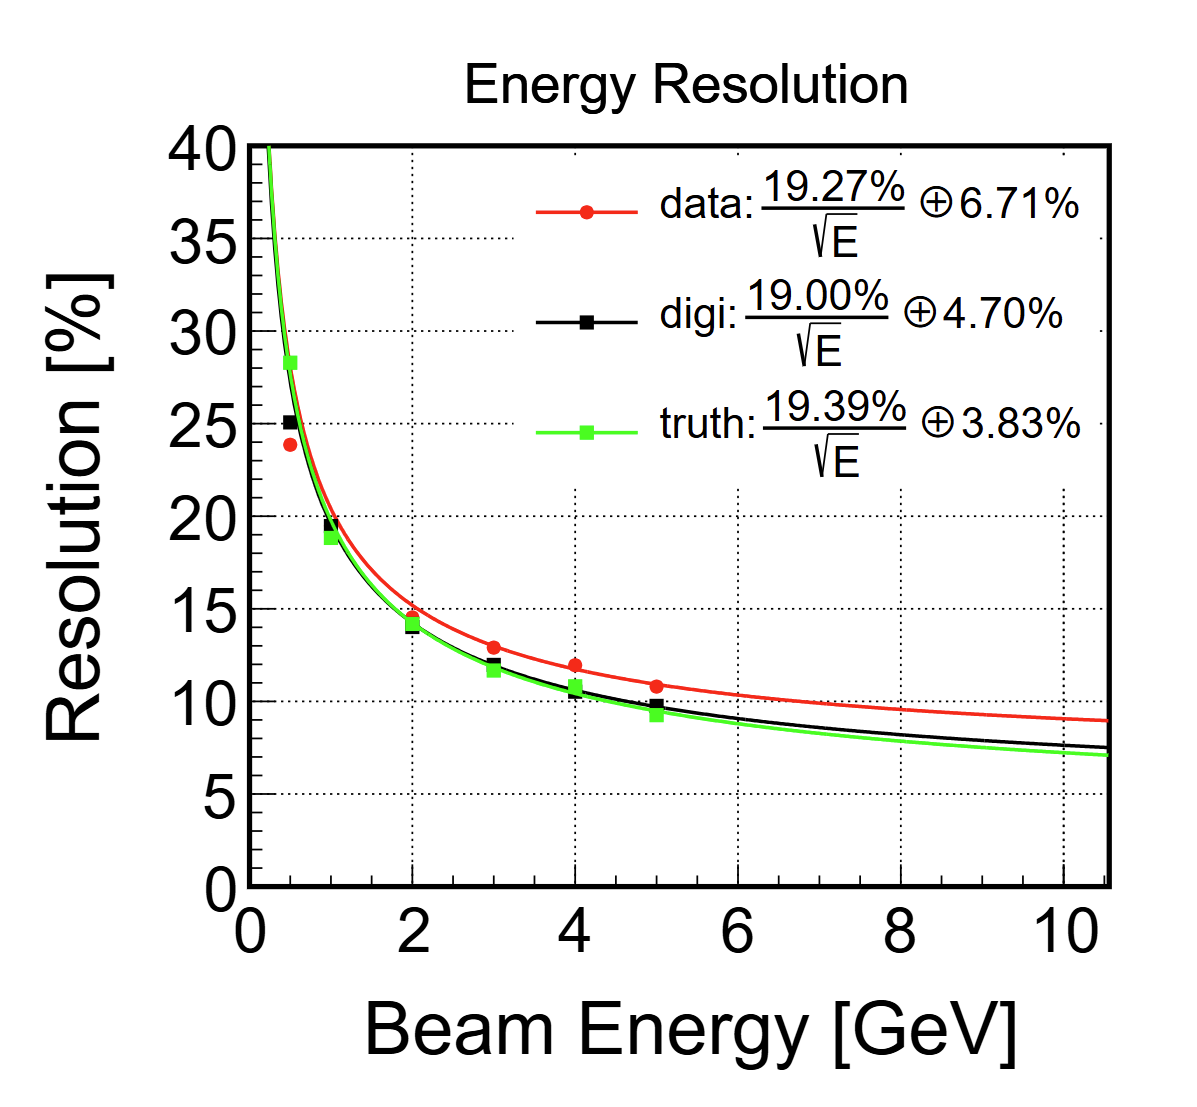 Energy Resolution
40
35
30
25
20
15
10
5
0
Resolution [%]
data: 19.27%/√E ⊕ 6.71%
digi: 19.00%/√E ⊕ 4.70%
truth: 19.39%/√E ⊕ 3.83%
0 2 4 6 8 10
Beam Energy [GeV]